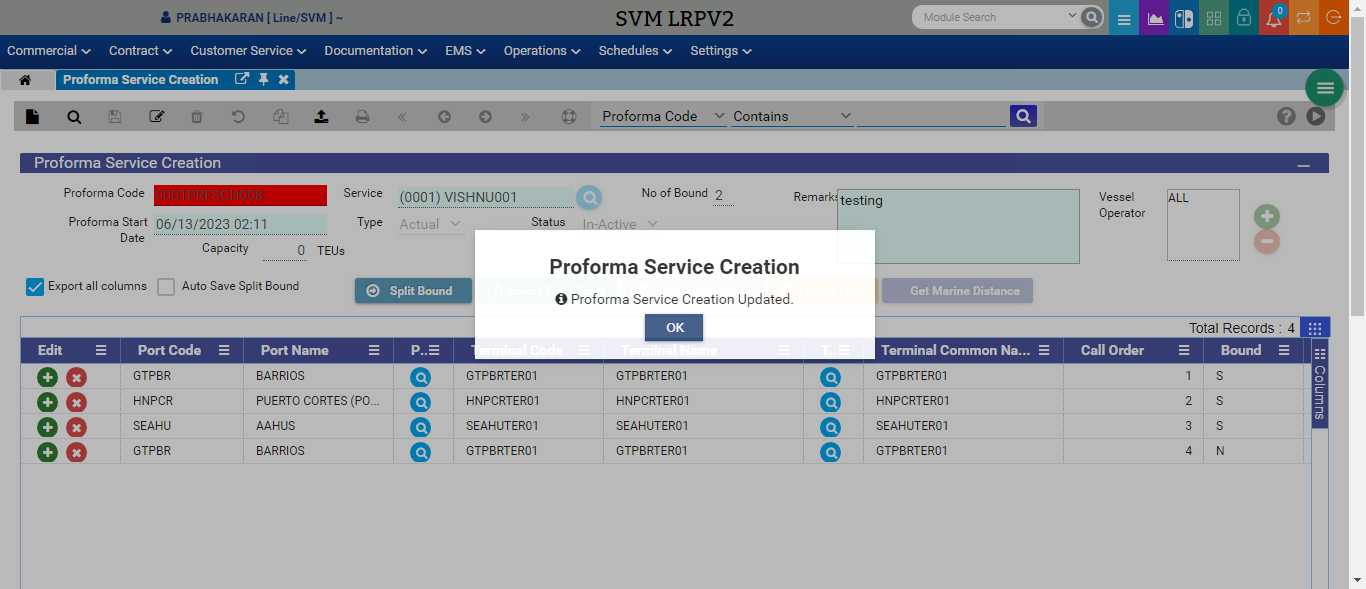 PRABHAKARAN [ Line/SVM ] ~
SVM LRPV2
Module Search
0
Commercial
Contract
Customer Service
Documentation
EMS
Operations
Schedules
Settings
Proforma Service Creation
Proforma Code
Contains
Proforma Service Creation
Proforma Code
Service
(0001) VISHNU001
No of Bound
2
Remarks
testing
Vessel
Operator
ALL
Proforma Start
Date
06/13/2023 02:11
Type
Actual
Status
In-Active
Capacity
0
TEUs
Proforma Service Creation
Proforma Service Creation Updated.
OK
Export all columns
Auto Save Split Bound
Split Bound
Get Marine Distance
Total Records : 4
Edit
Port Code
Port Name
P..
Terminal Code
Terminal Name
T..
Terminal Common Na...
Call Order
Bound
Columns
GTPBR BARRIOS GTPBRTER01 GTPBRTER01 GTPBRTER01 1 S
HNPCR PUERTO CORTES (PO... HNPCRTER01 HNPCRTER01 HNPCRTER01 2 S
SEAHU AAHUS SEAHUTER01 SEAHUTER01 SEAHUTER01 3 S
GTPBR BARRIOS GTPBRTER01 GTPBRTER01 GTPBRTER01 4 N